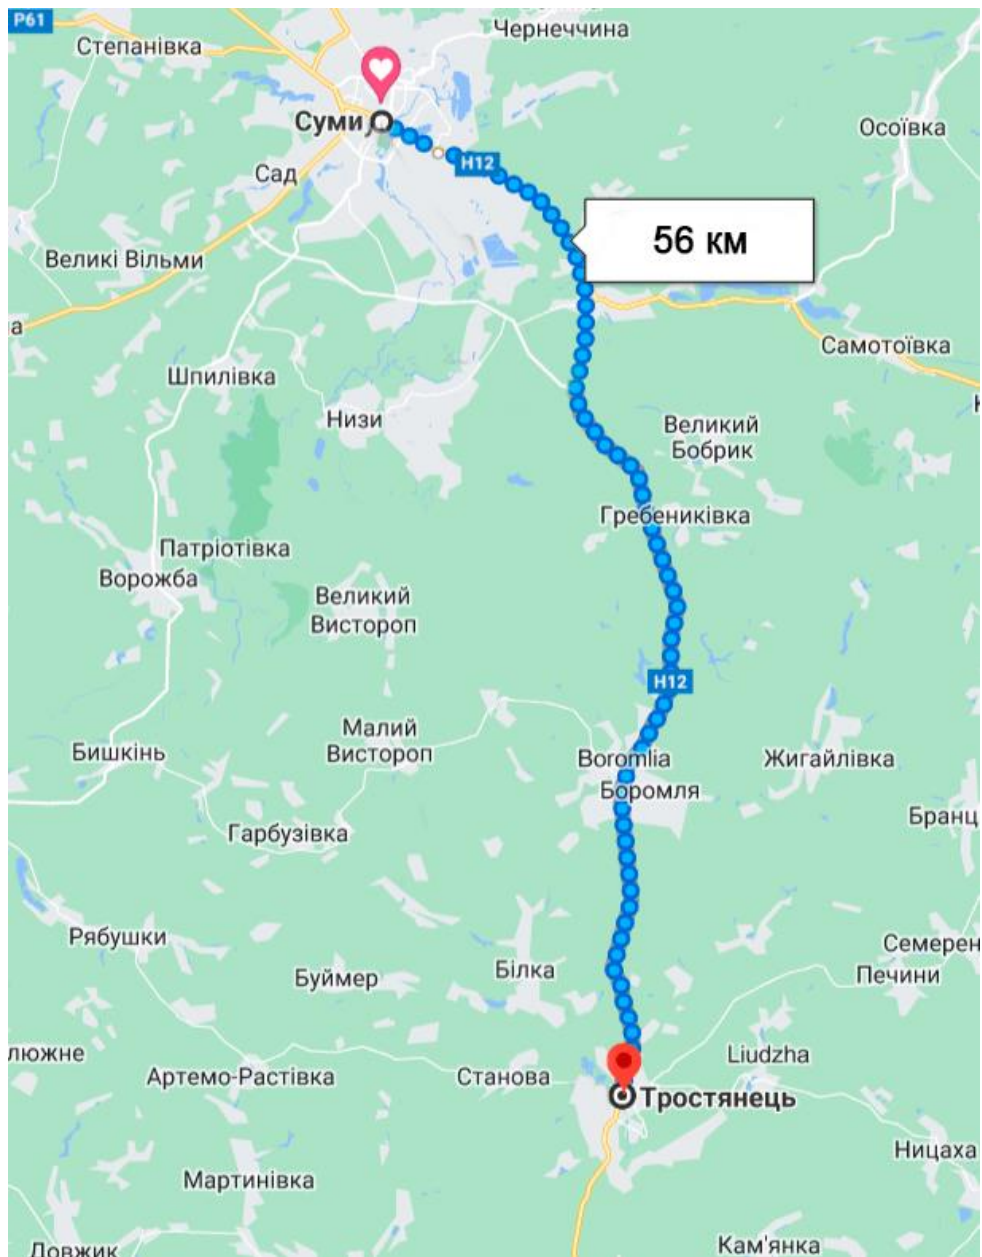 P61
Степанівка
Чернеччина
Суми
Осоївка
H12
Сад
56 км
Великі Вільми
а
Самотоївка
Шпилівка
Низи
Великий
Бобрик
Гребениківка
Патріотівка
Ворожба
Великий
Вистороп
H12
Малий
Вистороп
Бишкінь
Boromlia
Боромля
Жигайлівка
Бранц
Гарбузівка
Рябушки
Семерен
Печини
Буймер
Білка
люжне
Liudzha
Артемо-Растівка
Станова
Тростянець
Ницаха
Мартинівка
Довжик
Кам'янка